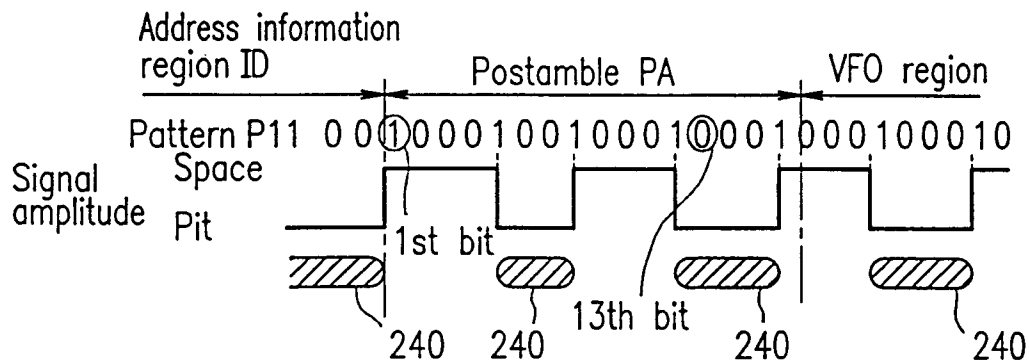 Address information
region ID
Postamble PA
VFO region
Pattern P11 0 0 1 0 0 0 1 0 0 1 0 0 0 1 0 0 0 1 0 0 0 1 0 0 0 1 0
Signal
amplitude
Space
Pit
1st bit
13th bit
240
240
240
240